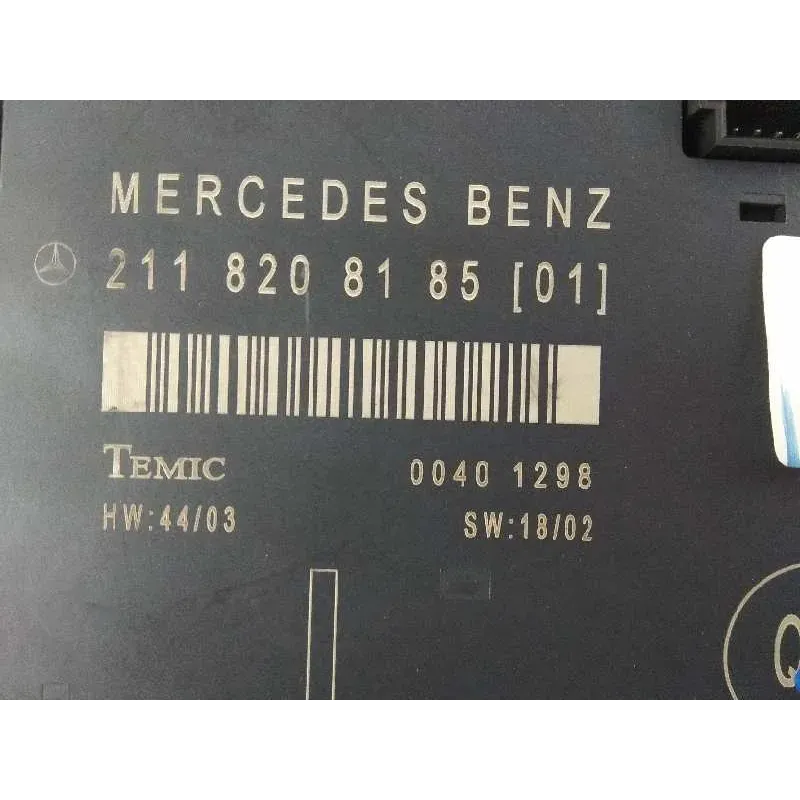 MERCEDES BENZ
211 820 81 85 [01]
TEMIC 0040 1298
HW:44/03 SW:18/02
Q